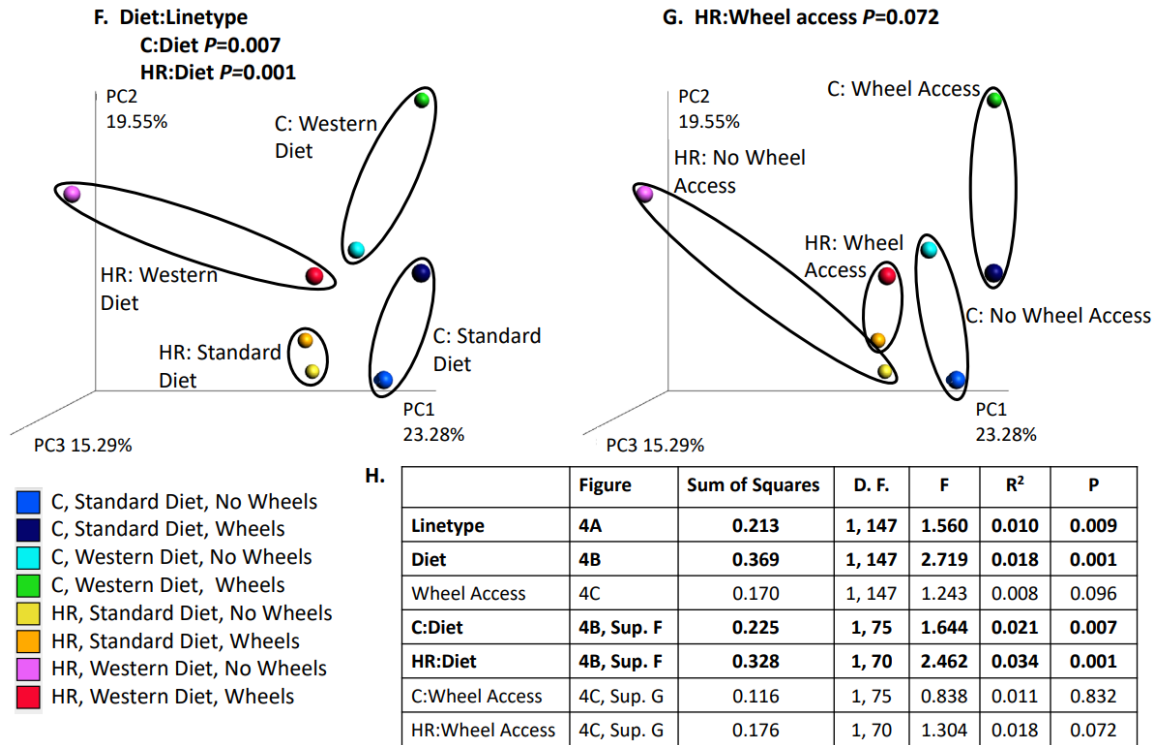 F. Diet:Linetype
C:Diet P=0.007
HR:Diet P=0.001
PC2
19.55%
C: Western
Diet
HR: Western
Diet
HR: Standard
Diet
C: Standard
Diet
PC1
23.28%
PC3 15.29%
G. HR:Wheel access P=0.072
PC2
19.55%
C: Wheel Access
HR: No Wheel
Access
HR: Wheel
Access
C: No Wheel Access
PC1
23.28%
PC3 15.29%
C, Standard Diet, No Wheels
C, Standard Diet, Wheels
C, Western Diet, No Wheels
C, Western Diet, Wheels
HR, Standard Diet, No Wheels
HR, Standard Diet, Wheels
HR, Western Diet, No Wheels
HR, Western Diet, Wheels
H.
Figure Sum of Squares D. F. F R² P
Linetype 4A 0.213 1, 147 1.560 0.010 0.009
Diet 4B 0.369 1, 147 2.719 0.018 0.001
Wheel Access 4C 0.170 1, 147 1.243 0.008 0.096
C:Diet 4B, Sup. F 0.225 1, 75 1.644 0.021 0.007
HR:Diet 4B, Sup. F 0.328 1, 70 2.462 0.034 0.001
C:Wheel Access 4C, Sup. G 0.116 1, 75 0.838 0.011 0.832
HR:Wheel Access 4C, Sup. G 0.176 1, 70 1.304 0.018 0.072